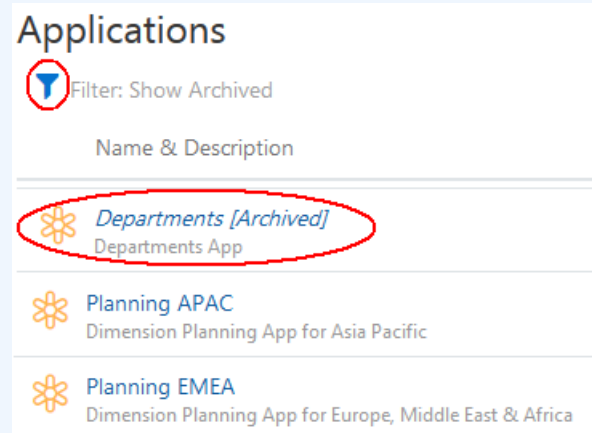 Applications
Filter: Show Archived
Name & Description
Departments [Archived]
Departments App
Planning APAC
Dimension Planning App for Asia Pacific
Planning EMEA
Dimension Planning App for Europe, Middle East & Africa